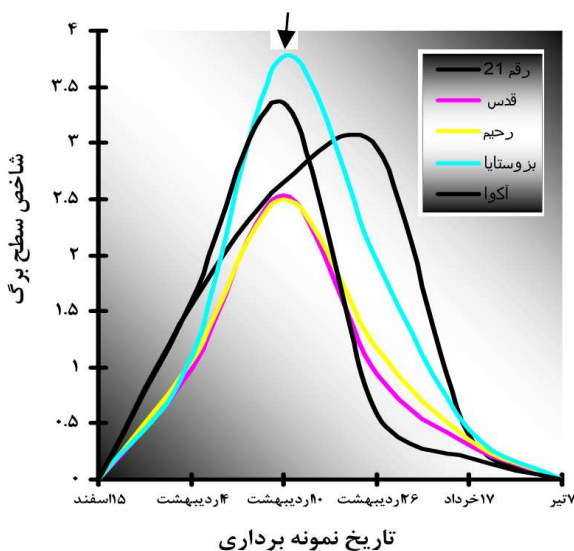 ۴
۳.۵
۳
۲.۵
۲
۱.۵
۱
۰.۵
۰
شاخص سطح برگ
رقم 21
قدس
رحیم
بزوستایا
آکوا
۱۵اسفند
۴اردیبهشت
۱۰اردیبهشت
۲۶اردیبهشت
۱۷خرداد
۷تیر
تاریخ نمونه برداری